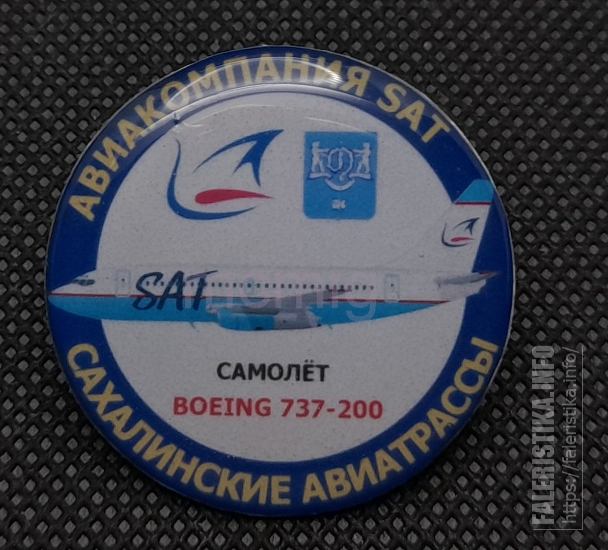 АВИАКОМПАНИЯ SAT
SAT
САМОЛЁТ
BOEING 737-200
САХАЛИНСКИЕ АВИАТРАССЫ
FALERISTIKA.INFO
https://faleristika.info/